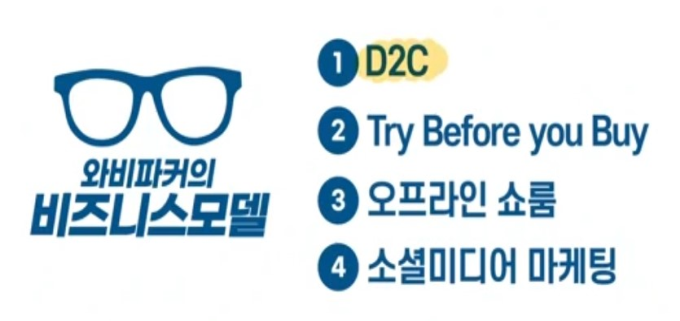 와비파커의
비즈니스모델
1 D2C
2 Try Before you Buy
3 오프라인 쇼룸
4 소셜미디어 마케팅